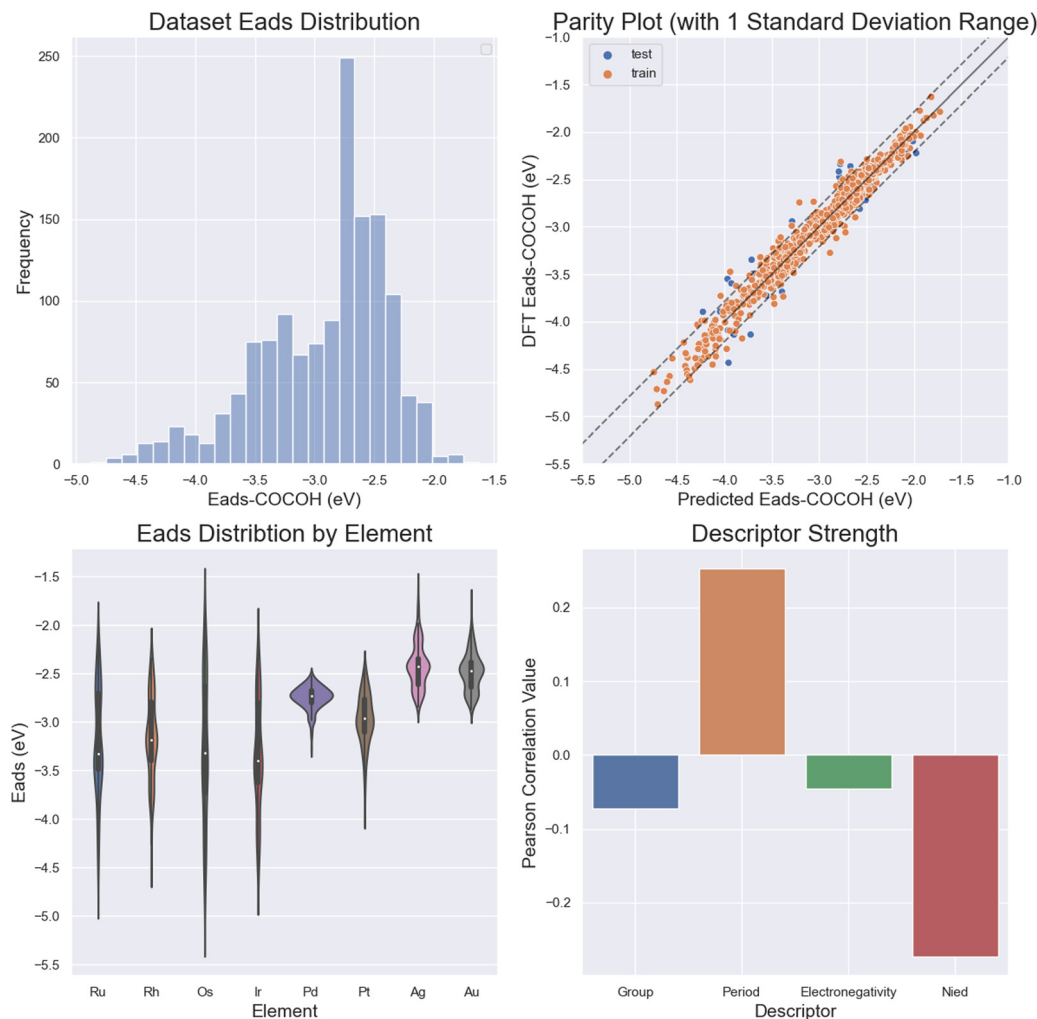 Dataset Eads Distribution
250
200
150
100
50
0
Frequency
−5.0 −4.5 −4.0 −3.5 −3.0 −2.5 −2.0 −1.5
Eads-COCOH (eV)
Parity Plot (with 1 Standard Deviation Range)
test
train
−1.0
−1.5
−2.0
−2.5
−3.0
−3.5
−4.0
−4.5
−5.0
−5.5
DFT Eads-COCOH (eV)
−5.5 −5.0 −4.5 −4.0 −3.5 −3.0 −2.5 −2.0 −1.5 −1.0
Predicted Eads-COCOH (eV)
Eads Distribtion by Element
−1.5
−2.0
−2.5
−3.0
−3.5
−4.0
−4.5
−5.0
−5.5
Eads (eV)
Ru Rh Os Ir Pd Pt Ag Au
Element
Descriptor Strength
0.2
0.1
0.0
−0.1
−0.2
Pearson Correlation Value
Group Period Electronegativity Nied
Descriptor